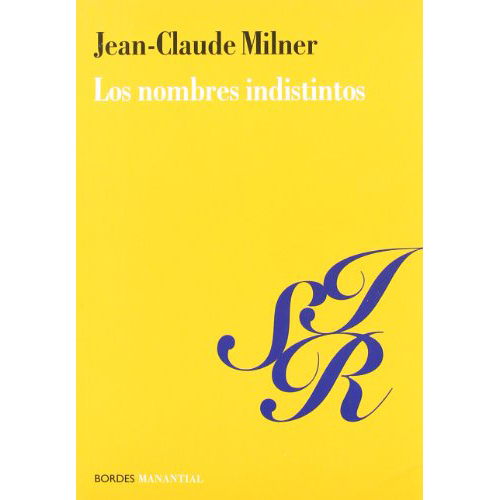 Jean-Claude Milner
Los nombres indistintos
S I
R
BORDES MANANTIAL